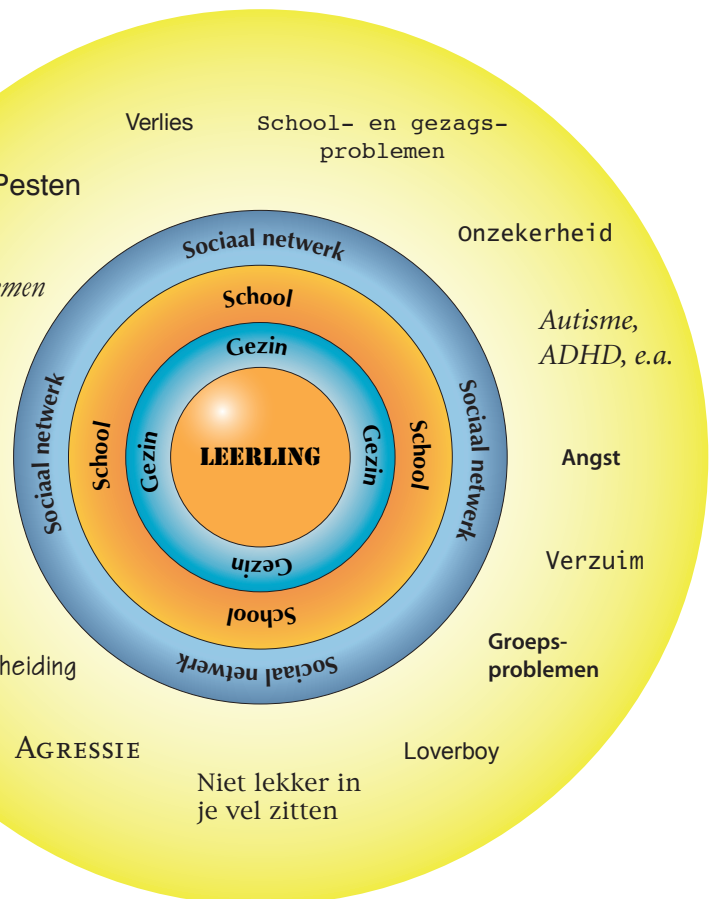 Verlies
School- en gezags-
problemen
Pesten
Onzekerheid
Sociaal netwerk
School
Gezin
Autisme,
ADHD, e.a.
Sociaal netwerk
School
Gezin
LEERLING
Gezin
School
Sociaal netwerk
Angst
Verzuim
Gezin
School
Sociaal netwerk
Groeps-
problemen
AGRESSIE
Loverboy
Niet lekker in
je vel zitten